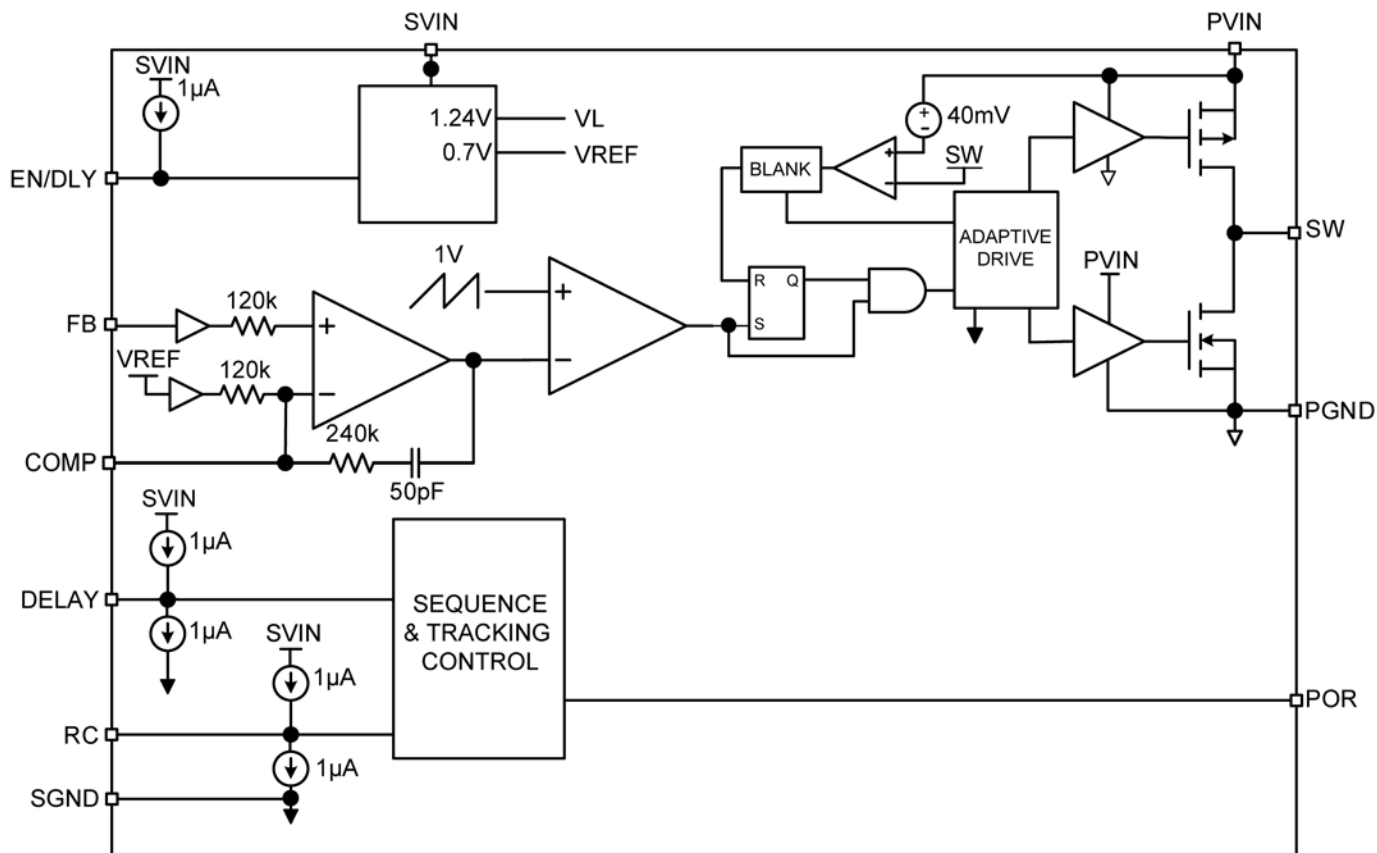 SVIN
PVIN
SVIN
1µA
1.24V
VL
0.7V
VREF
EN/DLY
+
-
40mV
SW
+
−
BLANK
ADAPTIVE
DRIVE
SW
PVIN
1V
R
Q
S
+
−
FB
120k
+
VREF
120k
−
240k
50pF
COMP
PGND
SVIN
1µA
DELAY
1µA
SVIN
1µA
SEQUENCE
& TRACKING
CONTROL
RC
1µA
SGND
POR